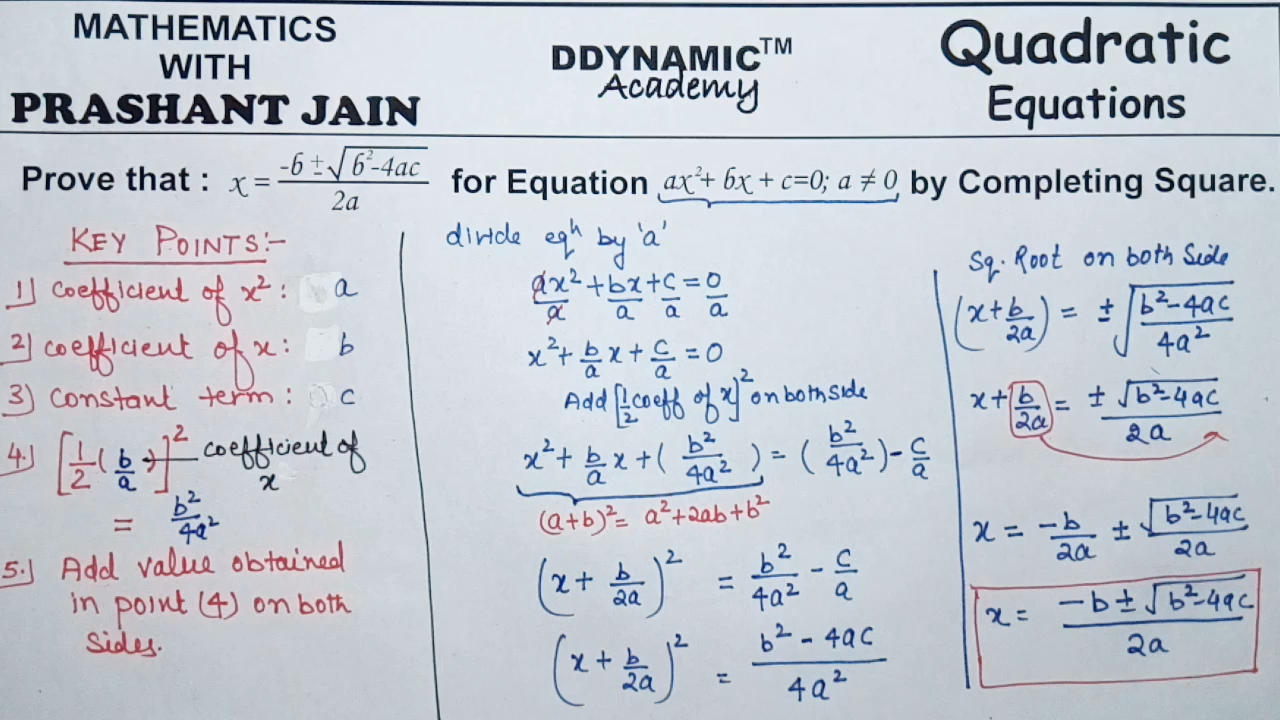 MATHEMATICS
WITH
PRASHANT JAIN
DDYNAMIC™
Academy
Quadratic
Equations
Prove that : x = (-b ± √(b²-4ac))/2a for Equation ax²+ bx + c=0; a ≠ 0 by Completing Square.
KEY POINTS:-
1) coefficient of x² : a
2) coefficient of x : b
3) constant term : c
4.) [1/2 (b/a)]² coefficient of x
= b²/4a²
5.) Add value obtained
in point (4) on both
sides.
divide eqn by 'a'
ax²/a + bx/a + c/a = 0/a
x² + b/a x + c/a = 0
Add [1/2 coeff of x]² on both side
x² + b/a x + (b²/4a²) = (b²/4a²) - c/a
(a+b)² = a²+2ab+b²
(x + b/2a)² = b²/4a² - c/a
(x + b/2a)² = (b² - 4ac)/4a²
Sq. Root on both Side
(x + b/2a) = ± √((b²-4ac)/4a²)
x + b/2a = ± √(b²-4ac)/2a
x = -b/2a ± √(b²-4ac)/2a
x = (-b ± √(b²-4ac))/2a